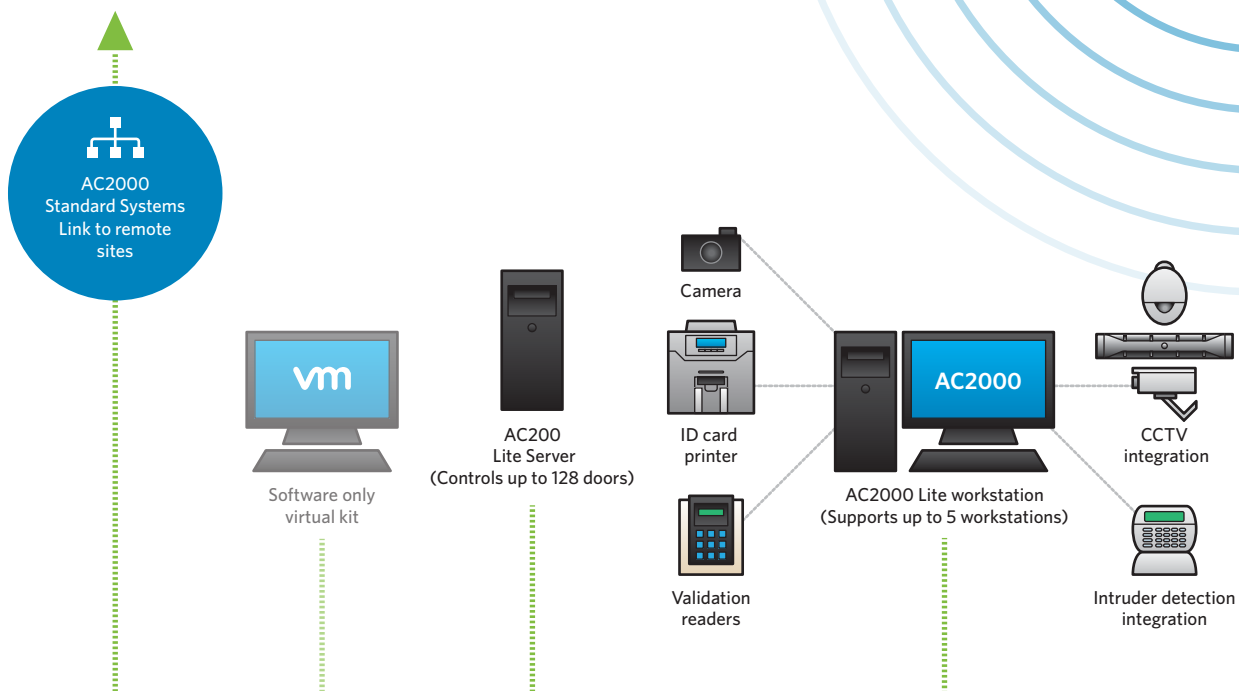 AC2000
Standard Systems
Link to remote
sites
vm
Software only
virtual kit
AC200
Lite Server
(Controls up to 128 doors)
Camera
ID card
printer
Validation
readers
AC2000
AC2000 Lite workstation
(Supports up to 5 workstations)
CCTV
integration
Intruder detection
integration